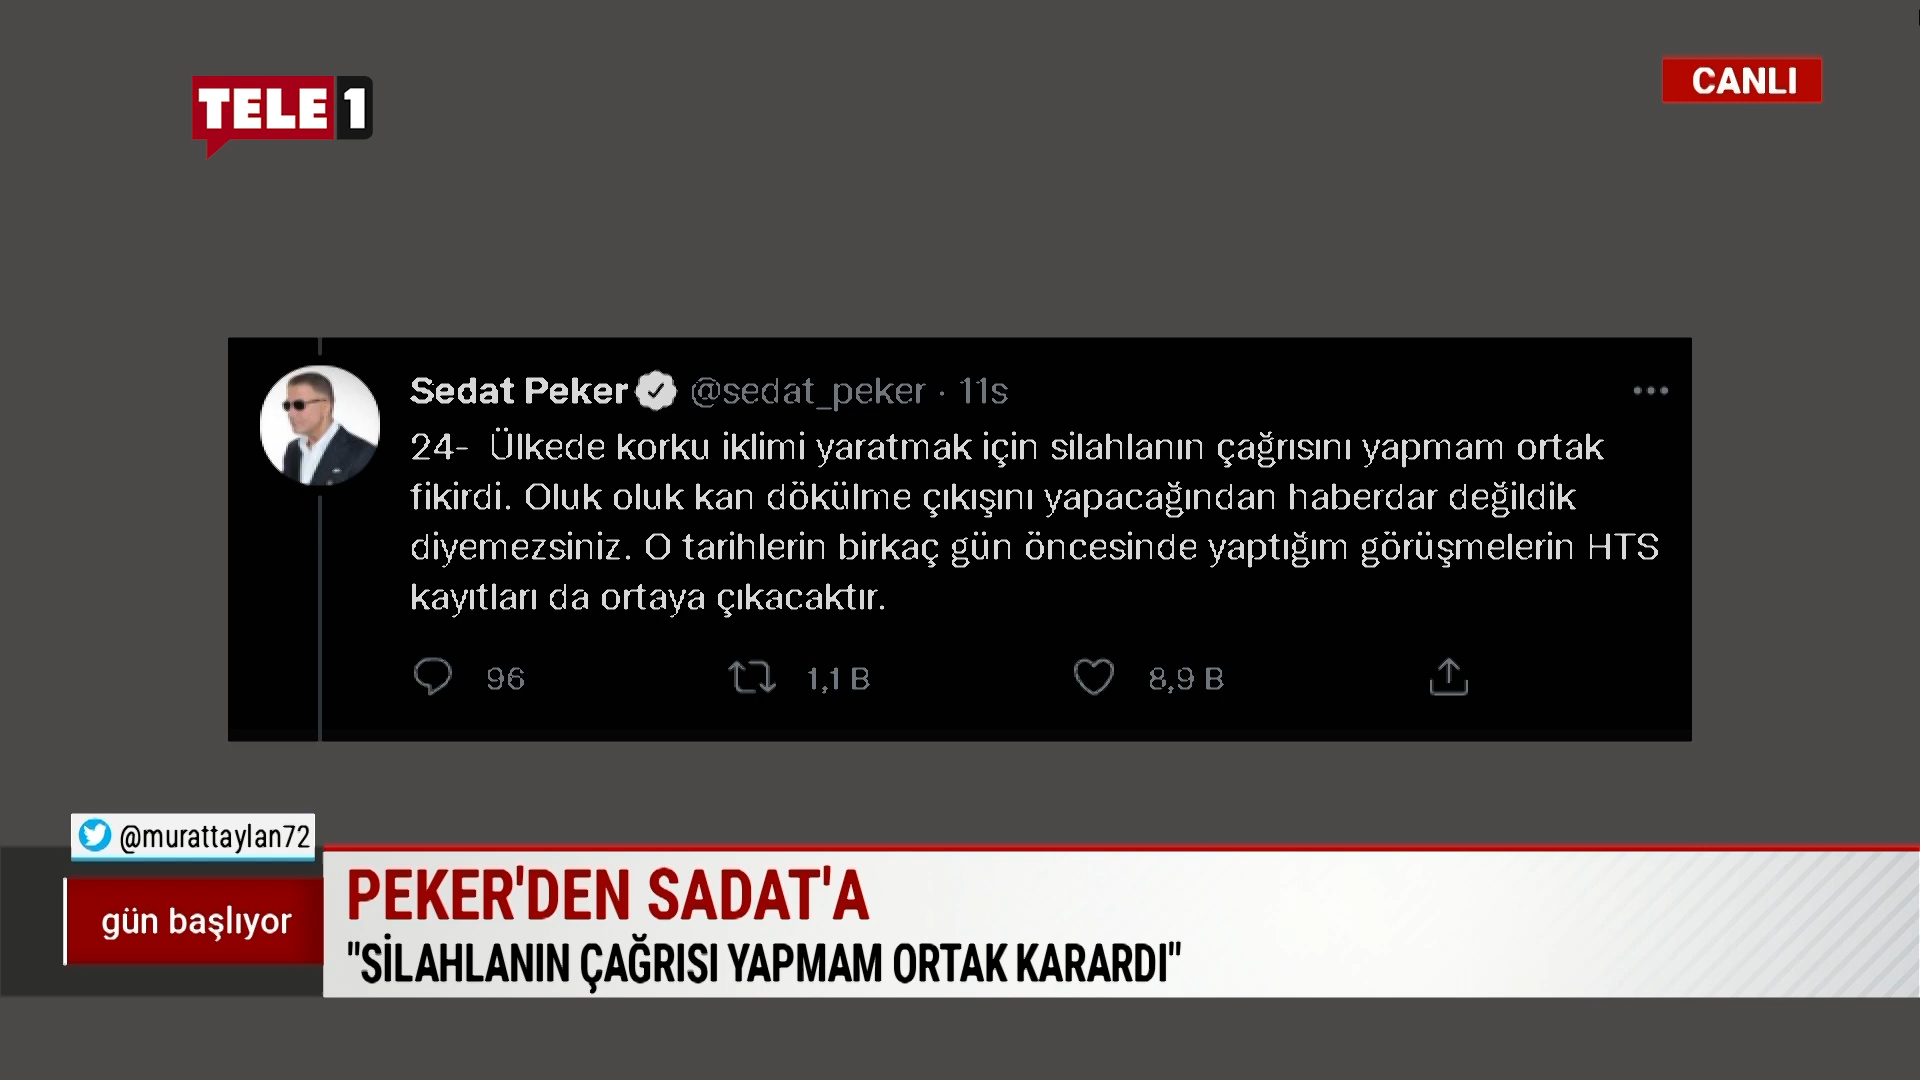 TELE1
CANLI
Sedat Peker @sedat_peker · 11s
24- Ülkede korku iklimi yaratmak için silahlanın çağrısını yapmam ortak
fikirdi. Oluk oluk kan dökülme çıkışını yapacağından haberdar değildik
diyemezsiniz. O tarihlerin birkaç gün öncesinde yaptığım görüşmelerin HTS
kayıtları da ortaya çıkacaktır.
96 1,1 B 8,9 B
@murattaylan72
gün başlıyor
PEKER'DEN SADAT'A
"SİLAHLANIN ÇAĞRISI YAPMAM ORTAK KARARDI"